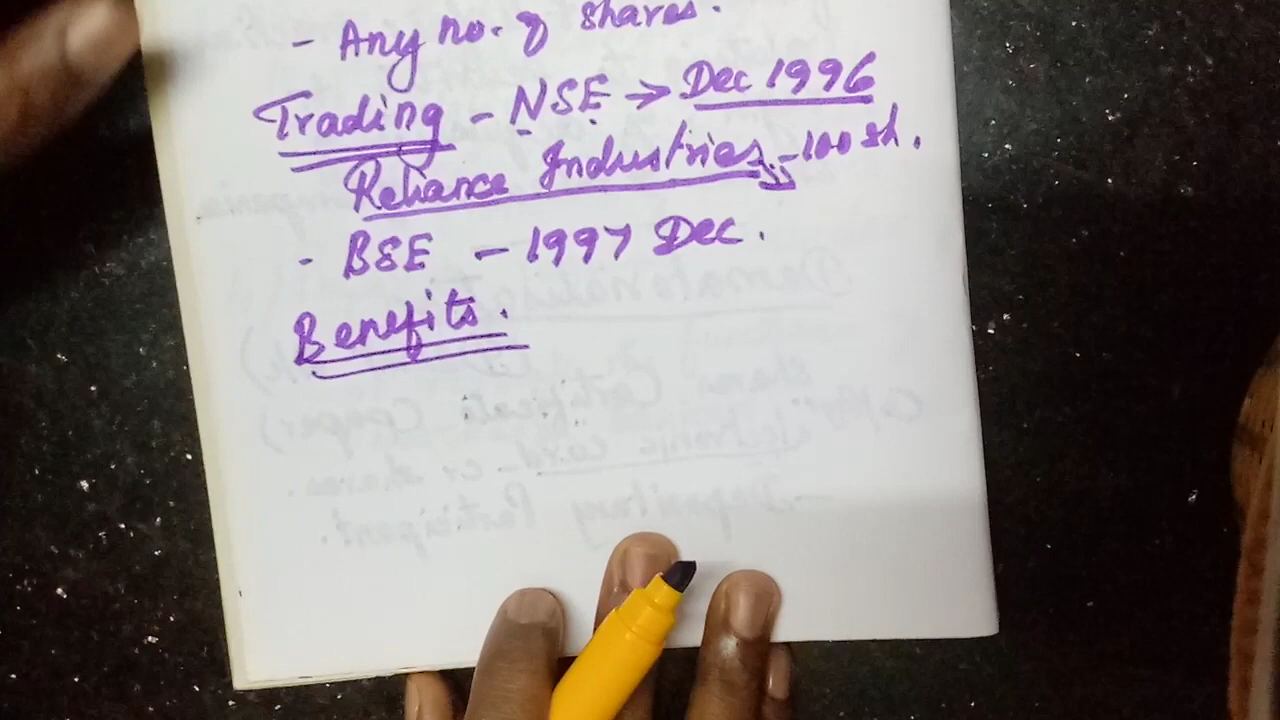 - Any no. of shares.
Trading - NSE → Dec 1996
Reliance Industries - 100 sh.
- BSE - 1997 Dec.
Benefits.